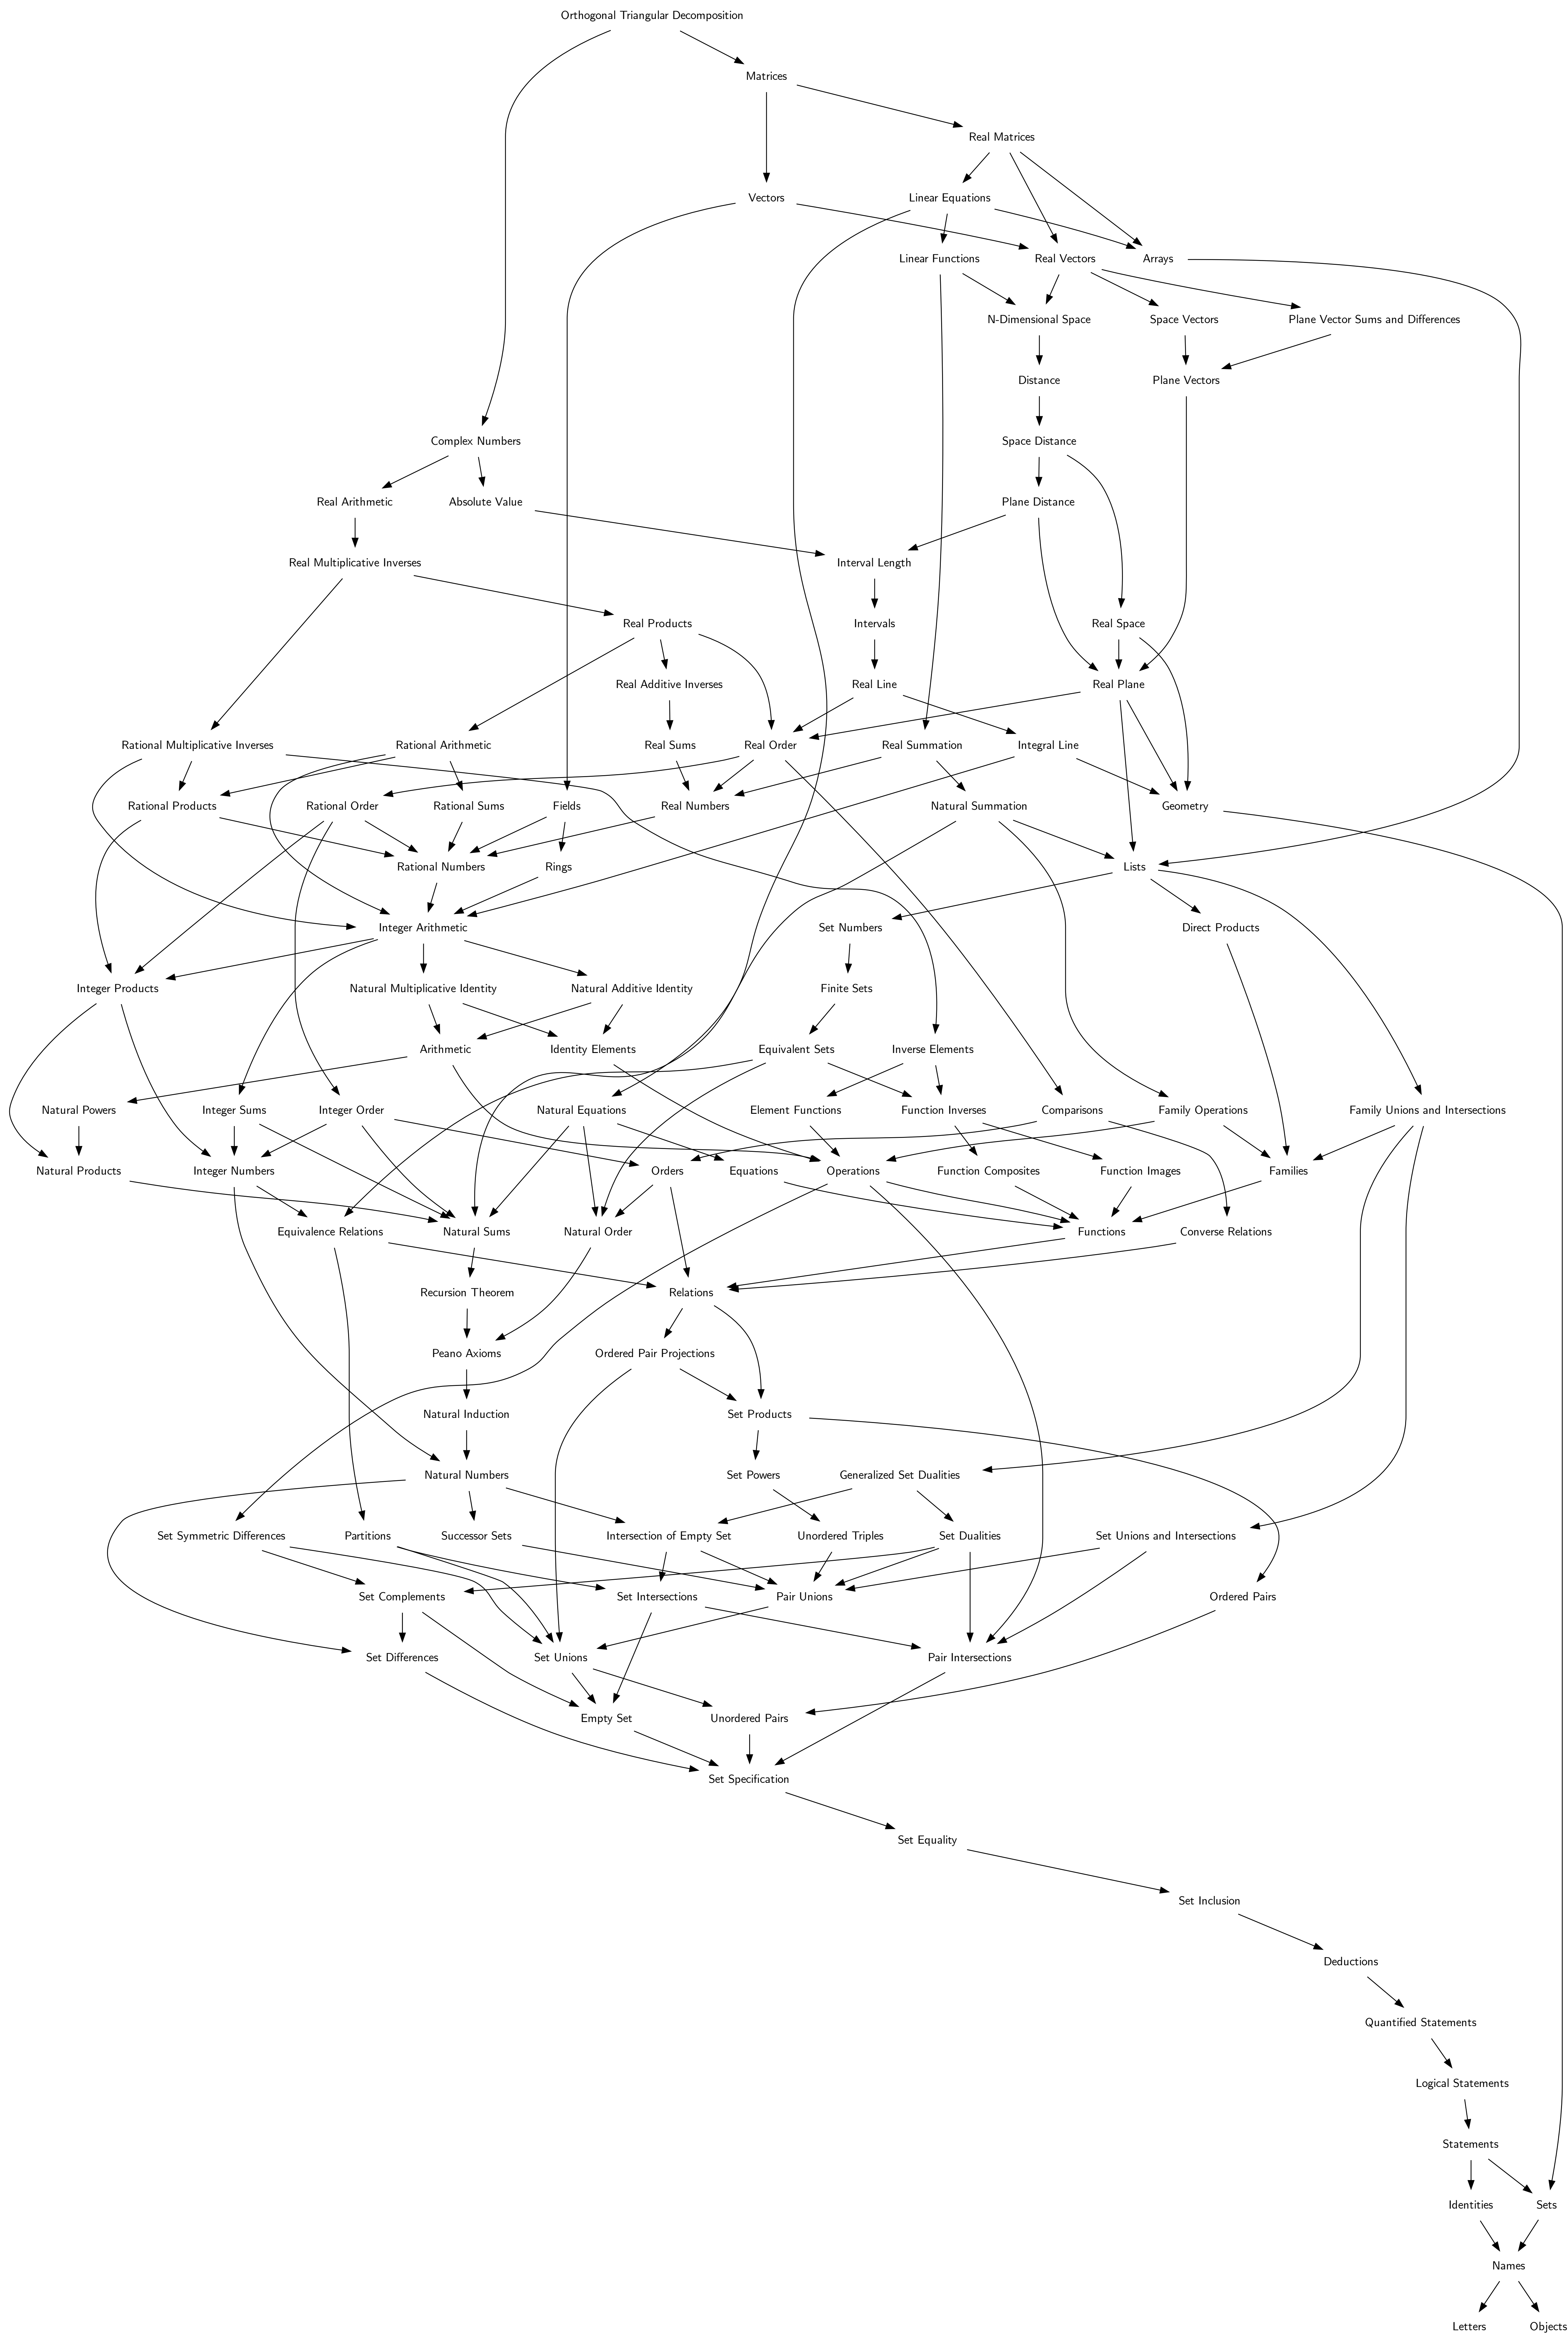 Orthogonal Triangular Decomposition
Matrices
Real Matrices
Vectors
Linear Equations
Linear Functions
Real Vectors
Arrays
N-Dimensional Space
Space Vectors
Plane Vector Sums and Differences
Distance
Plane Vectors
Complex Numbers
Space Distance
Real Arithmetic
Absolute Value
Plane Distance
Real Multiplicative Inverses
Interval Length
Real Products
Intervals
Real Space
Real Additive Inverses
Real Line
Real Plane
Rational Multiplicative Inverses
Rational Arithmetic
Real Sums
Real Order
Real Summation
Integral Line
Rational Products
Rational Order
Rational Sums
Fields
Real Numbers
Natural Summation
Geometry
Rational Numbers
Rings
Lists
Integer Arithmetic
Set Numbers
Direct Products
Integer Products
Natural Multiplicative Identity
Natural Additive Identity
Finite Sets
Arithmetic
Identity Elements
Equivalent Sets
Inverse Elements
Natural Powers
Integer Sums
Integer Order
Natural Equations
Element Functions
Function Inverses
Comparisons
Family Operations
Family Unions and Intersections
Natural Products
Integer Numbers
Orders
Equations
Operations
Function Composites
Function Images
Families
Equivalence Relations
Natural Sums
Natural Order
Functions
Converse Relations
Recursion Theorem
Relations
Peano Axioms
Ordered Pair Projections
Natural Induction
Set Products
Natural Numbers
Set Powers
Generalized Set Dualities
Set Symmetric Differences
Partitions
Successor Sets
Intersection of Empty Set
Unordered Triples
Set Dualities
Set Unions and Intersections
Set Complements
Set Intersections
Pair Unions
Ordered Pairs
Set Differences
Set Unions
Pair Intersections
Empty Set
Unordered Pairs
Set Specification
Set Equality
Set Inclusion
Deductions
Quantified Statements
Logical Statements
Statements
Identities
Sets
Names
Letters
Objects